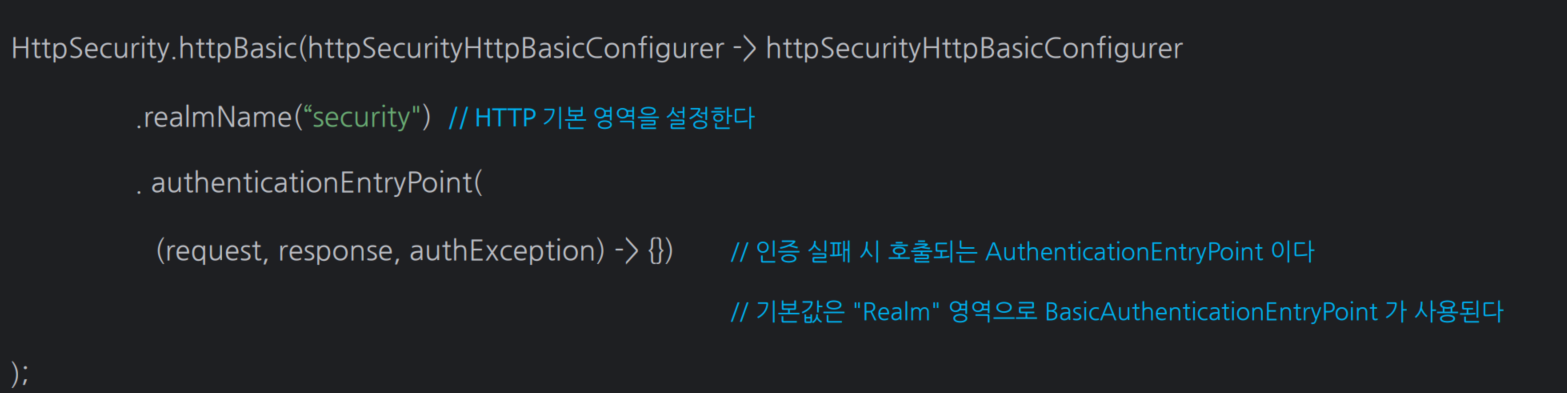 HttpSecurity.httpBasic(httpSecurityHttpBasicConfigurer -> httpSecurityHttpBasicConfigurer
.realmName(“security") // HTTP 기본 영역을 설정한다
. authenticationEntryPoint(
(request, response, authException) -> {}) // 인증 실패 시 호출되는 AuthenticationEntryPoint 이다
// 기본값은 "Realm" 영역으로 BasicAuthenticationEntryPoint 가 사용된다
);